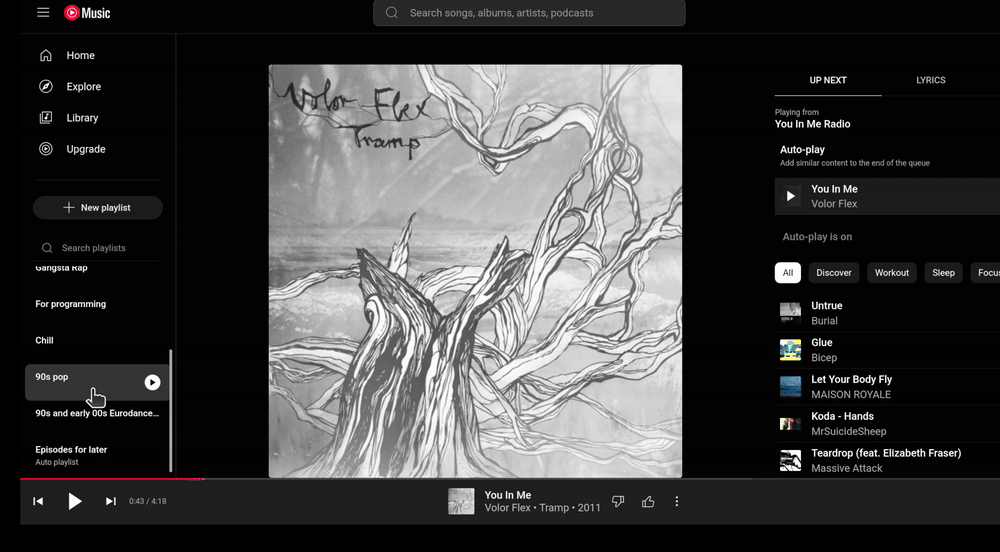 Music
Search songs, albums, artists, podcasts
Home
Explore
Library
Upgrade
New playlist
Search playlists
Gangsta Rap
For programming
Chill
90s pop
90s and early 00s Eurodance...
Episodes for later
Auto playlist
Volor Flex
Tramp
UP NEXT
LYRICS
Playing from
You In Me Radio
Auto-play
Add similar content to the end of the queue
You In Me
Volor Flex
Auto-play is on
All
Discover
Workout
Sleep
Focus
Untrue
Burial
Glue
Bicep
Let Your Body Fly
MAISON ROYALE
Koda - Hands
MrSuicideSheep
Teardrop (feat. Elizabeth Fraser)
Massive Attack
0:43 / 4:18
You In Me
Volor Flex • Tramp • 2011